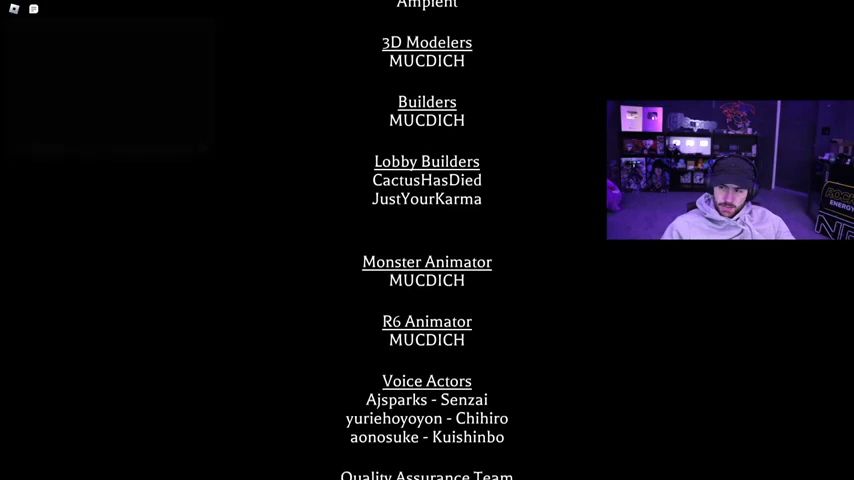 Ampient
3D Modelers
MUCDICH
Builders
MUCDICH
Lobby Builders
CactusHasDied
JustYourKarma
Monster Animator
MUCDICH
R6 Animator
MUCDICH
Voice Actors
Ajsparks - Senzai
yuriehoyoyon - Chihiro
aonosuke - Kuishinbo
Quality Assurance Team
ENERGY